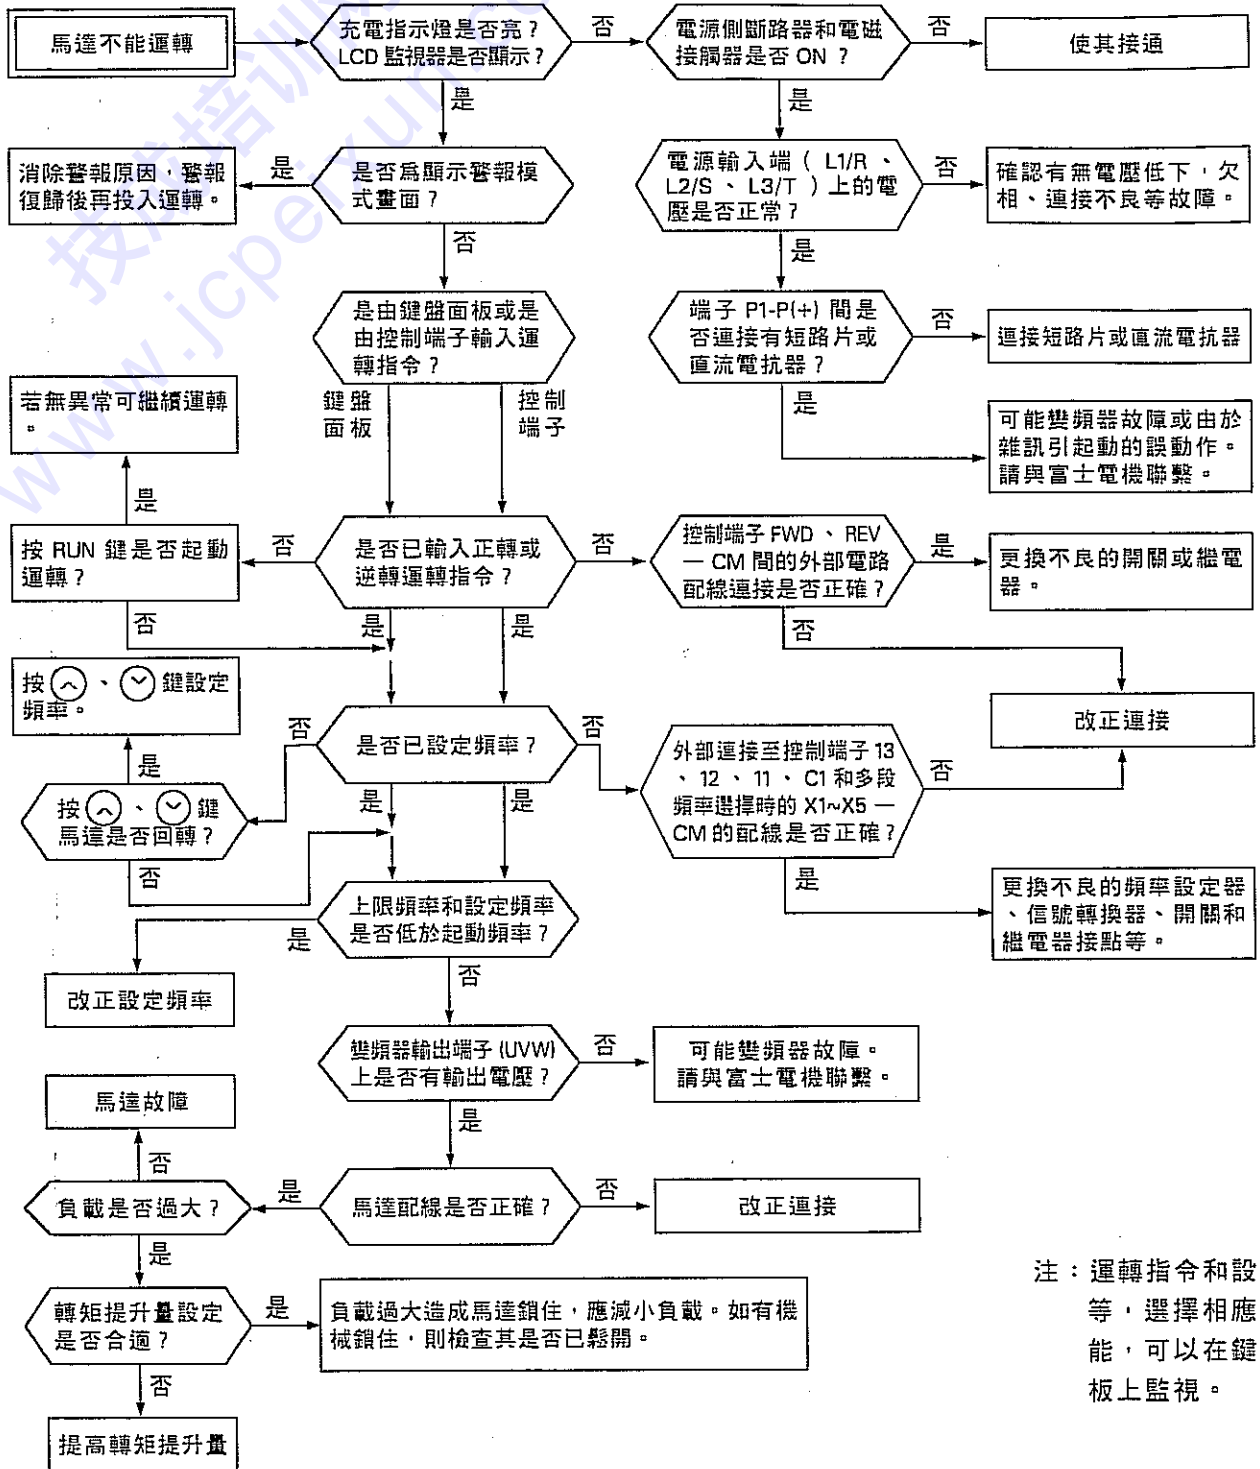 馬達不能運轉
充電指示燈是否亮？
LCD 監視器是否顯示？
否
電源側斷路器和電磁
接觸器是否 ON ？
否
使其接通
是
是
消除警報原因，警報
復歸後再投入運轉。
是
是否為顯示警報模
式畫面？
電源輸入端（ L1/R 、
L2/S 、 L3/T ）上的電
壓是否正常？
否
確認有無電壓低下，欠
相、連接不良等故障。
否
是
是由鍵盤面板或是
由控制端子輸入運
轉指令？
端子 P1-P(+) 間是
否連接有短路片或
直流電抗器？
否
連接短路片或直流電抗器
若無異常可繼續運轉
。
鍵盤
面板
控制
端子
是
可能變頻器故障或由於
雜訊引起動的誤動作。
請與富士電機聯繫。
是
按 RUN 鍵是否起動
運轉？
否
是否已輸入正轉或
逆轉運轉指令？
否
控制端子 FWD 、 REV
— CM 間的外部電路
配線連接是否正確？
是
更換不良的開關或繼電
器。
否
是
是
否
按 、 鍵設定
頻率。
否
是否已設定頻率？
否
外部連接至控制端子 13
、 12 、 11 、 C1 和多段
頻率選擇時的 X1~X5 —
CM 的配線是否正確？
否
改正連接
是
按 、 鍵
馬達是否回轉？
是
是
否
是
更換不良的頻率設定器
、信號轉換器、開關和
繼電器接點等。
上限頻率和設定頻率
是否低於起動頻率？
是
否
改正設定頻率
變頻器輸出端子 (UVW)
上是否有輸出電壓？
否
可能變頻器故障。
請與富士電機聯繫。
馬達故障
是
否
負載是否過大？
是
馬達配線是否正確？
否
改正連接
是
轉矩提升量設定
是否合適？
是
負載過大造成馬達鎖住，應減小負載。如有機
械鎖住，則檢查其是否已鬆開。
否
提高轉矩提升量
注：運轉指令和設
等，選擇相應
能，可以在鍵
板上監視。
技成培训网
www.jcpeixun.c